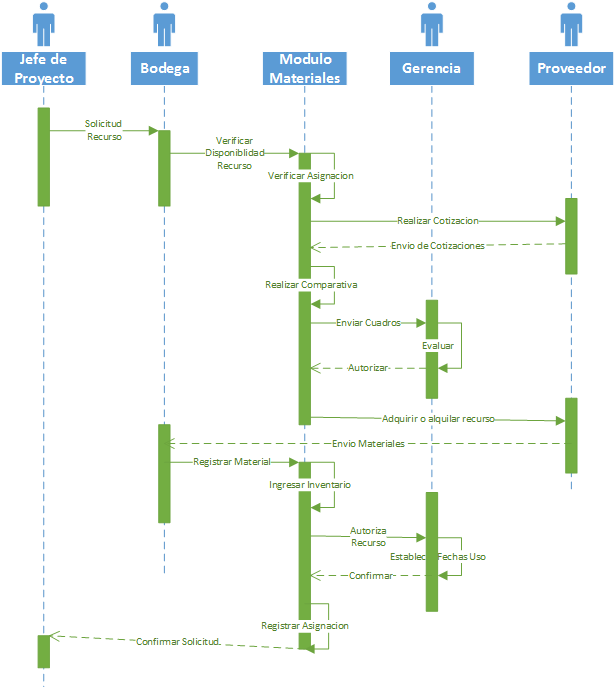 Jefe de
Proyecto
Bodega
Modulo
Materiales
Gerencia
Proveedor
Solicitud
Recurso
Verificar
Disponiblidad
Recurso
Verificar Asignacion
Realizar Cotizacion
Envio de Cotizaciones
Realizar Comparativa
Enviar Cuadros
Evaluar
Autorizar
Adquirir o alquilar recurso
Envio Materiales
Registrar Material
Ingresar Inventario
Autoriza
Recurso
Fechas Uso
Confirmar
Registrar Asignacion
Confirmar Solicitud.